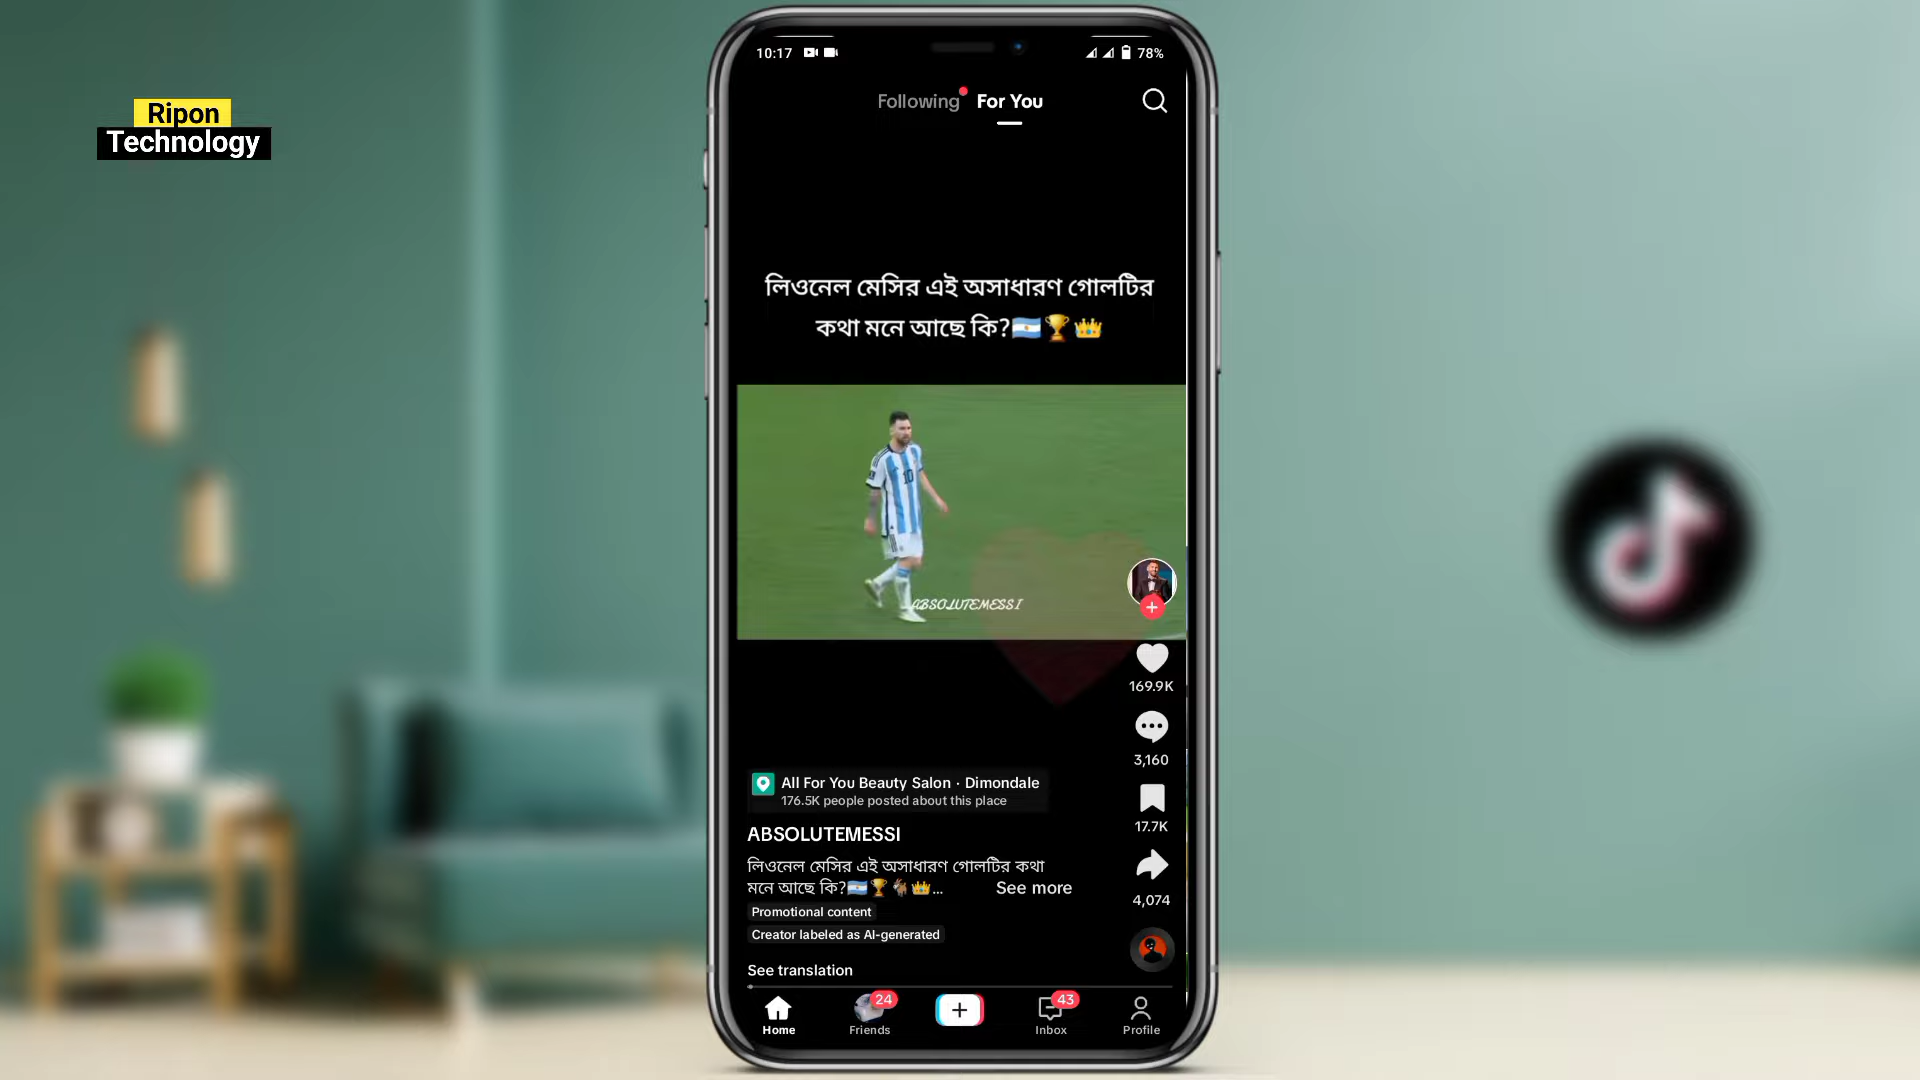 Ripon
Technology
10:17
78%
Following
For You
লিওনেল মেসির এই অসাধারণ গোলটির
কথা মনে আছে কি?🇦🇷🏆👑
10
ABSOLUTEMESSI
169.9K
3,160
All For You Beauty Salon · Dimondale
176.5K people posted about this place
17.7K
ABSOLUTEMESSI
লিওনেল মেসির এই অসাধারণ গোলটির কথা
মনে আছে কি?🇦🇷🏆🐐👑... See more
4,074
Promotional content
Creator labeled as AI-generated
See translation
24
43
Home
Friends
Inbox
Profile